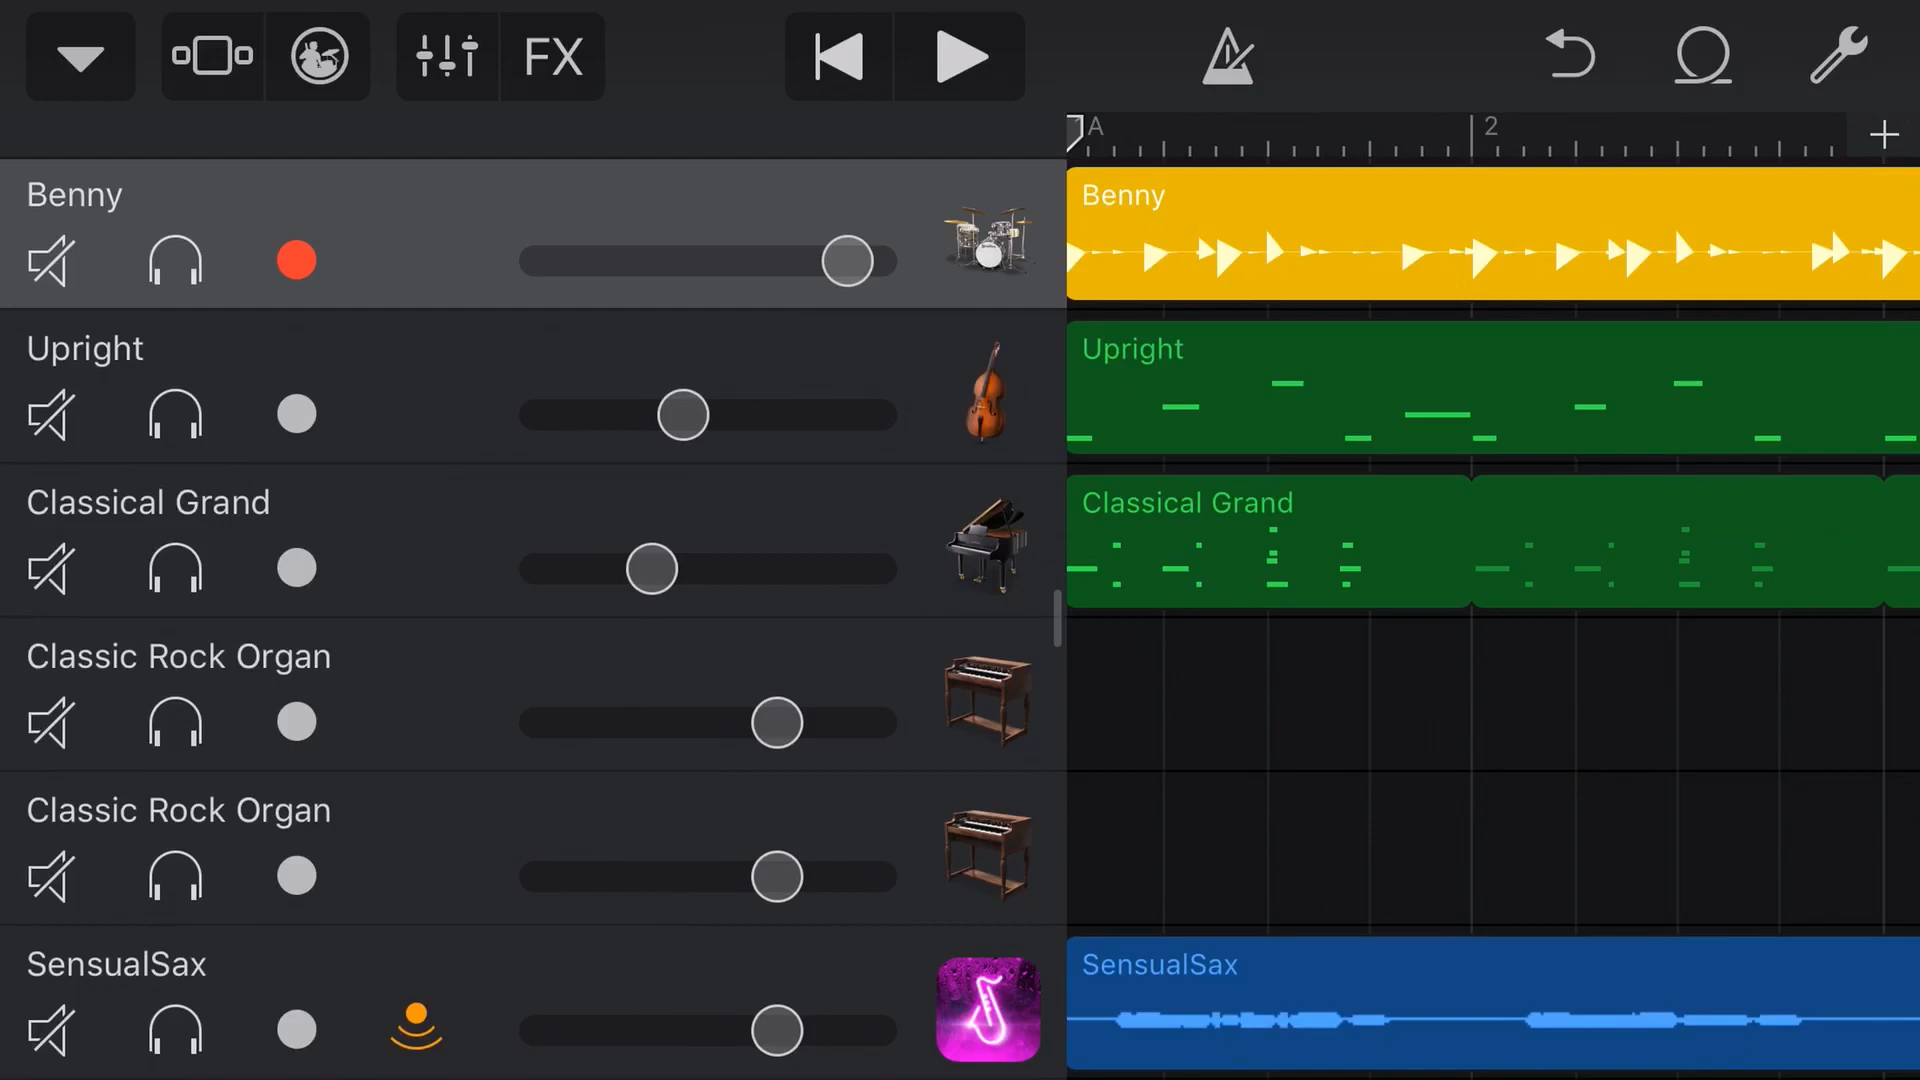 FX
A
2
Benny
Benny
Upright
Upright
Classical Grand
Classical Grand
Classic Rock Organ
Classic Rock Organ
SensualSax
SensualSax